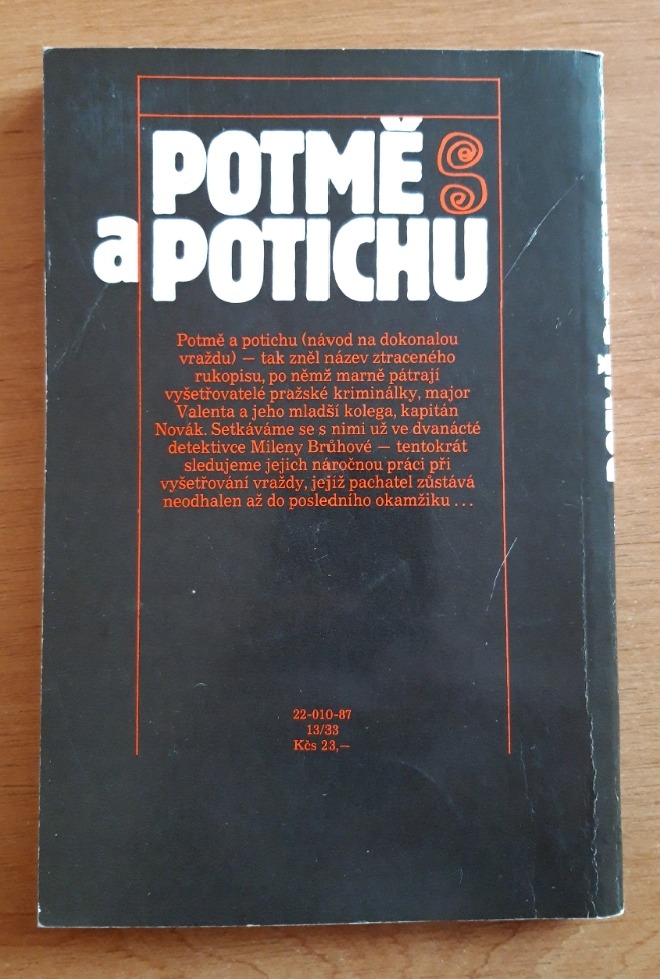 POTMĚ
a POTICHU
Potmě a potichu (návod na dokonalou
vraždu) — tak zněl název ztraceného
rukopisu, po němž marně pátrají
vyšetřovatelé pražské kriminálky, major
Valenta a jeho mladší kolega, kapitán
Novák. Setkáváme se s nimi už ve dvanácté
detektivce Mileny Brůhové — tentokrát
sledujeme jejich náročnou práci při
vyšetřování vraždy, jejíž pachatel zůstává
neodhalen až do posledního okamžiku ...
22-010-87
13/33
Kčs 23,—